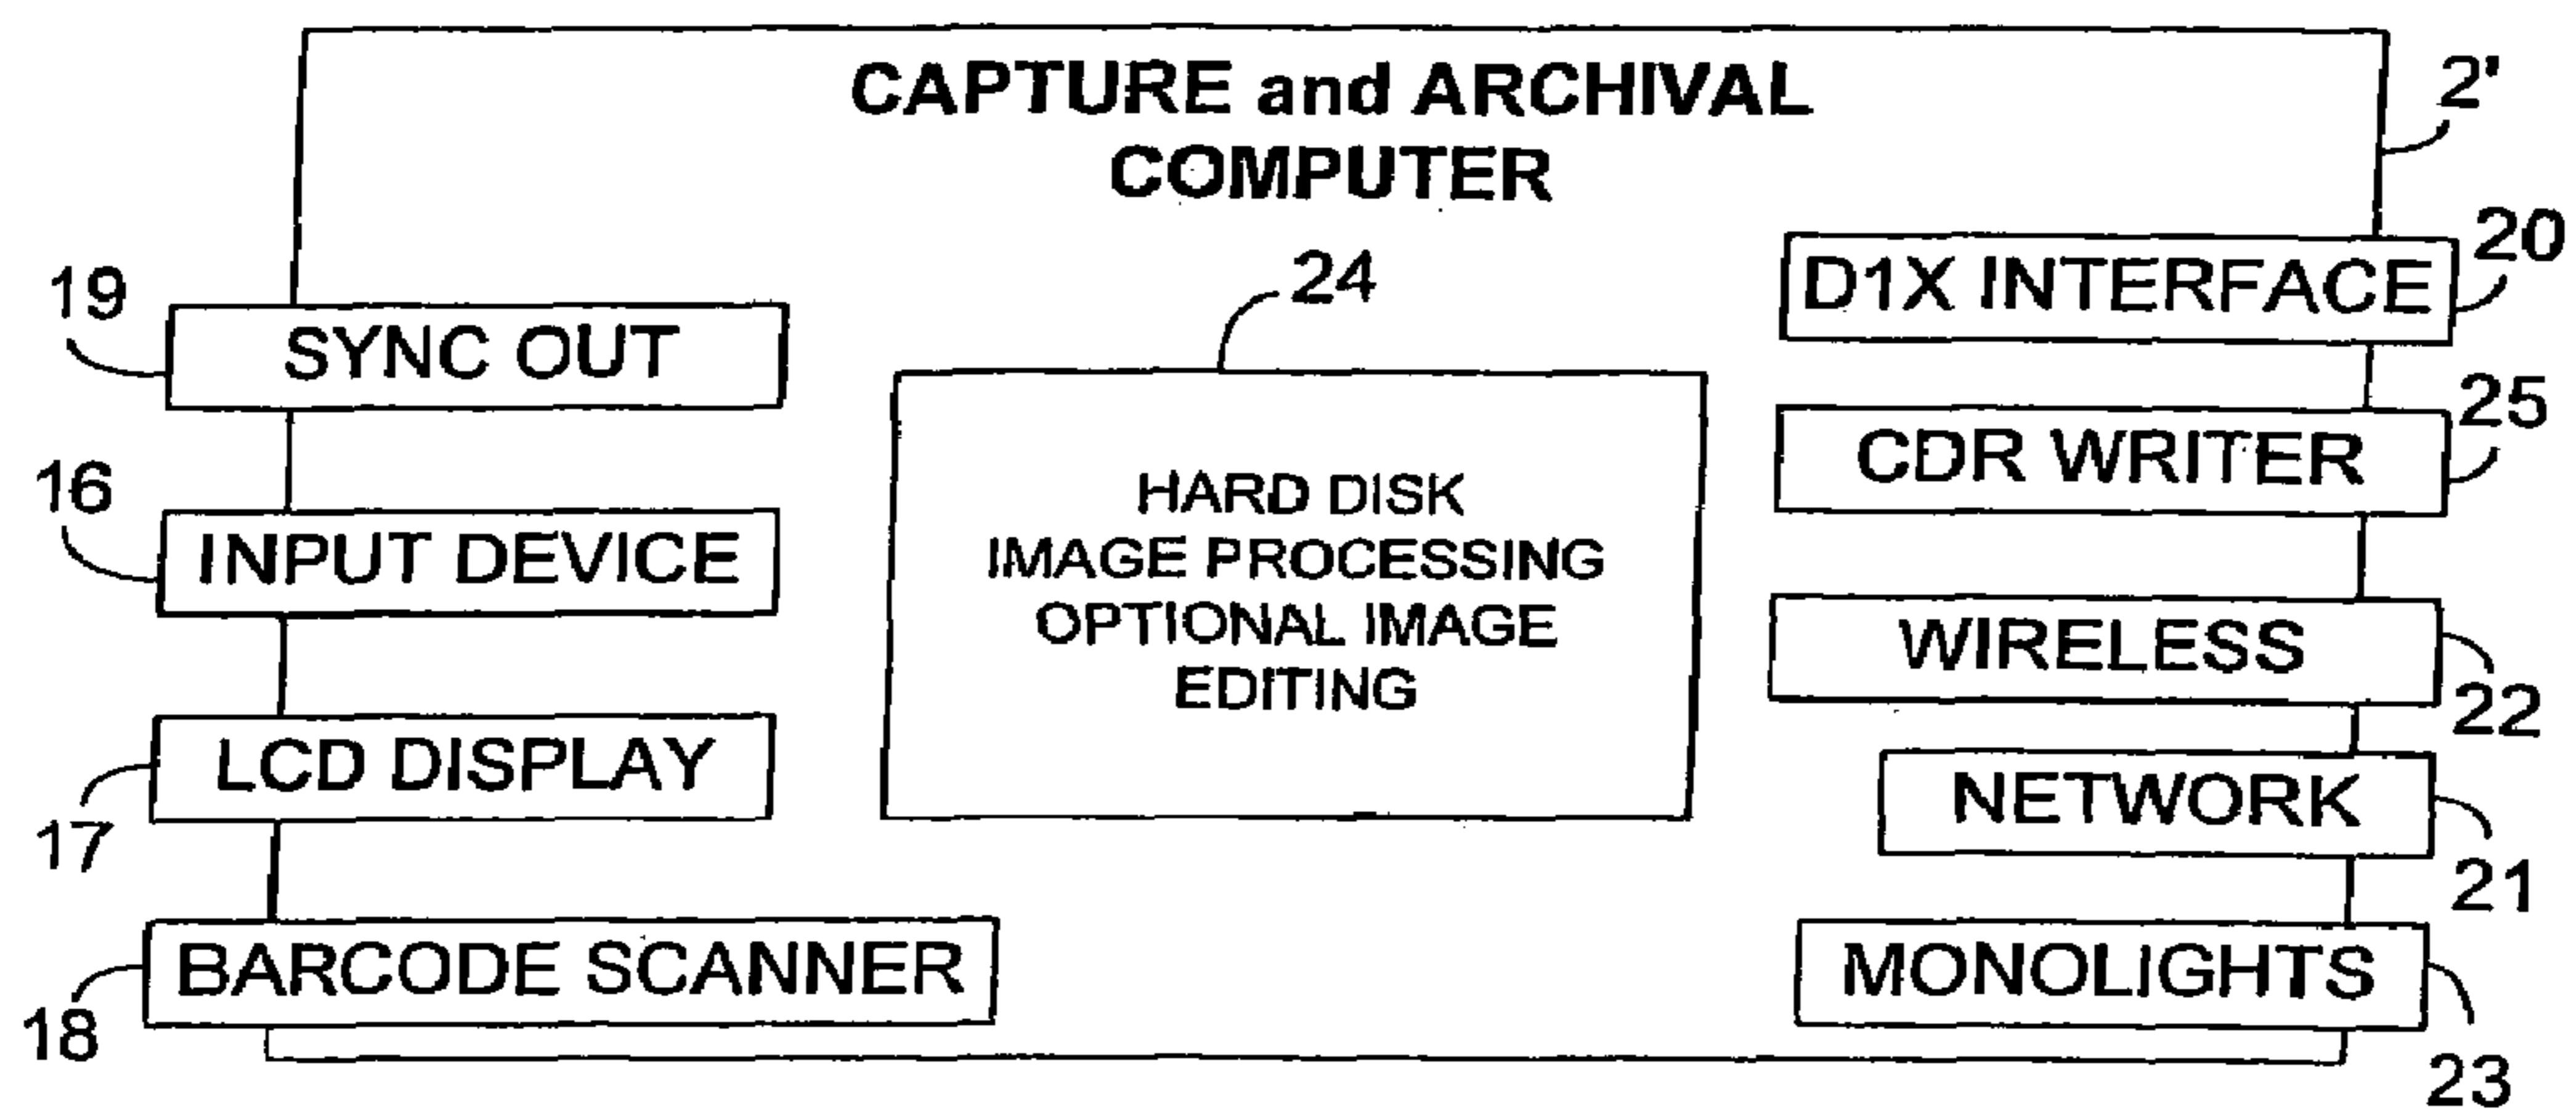 CAPTURE and ARCHIVAL
COMPUTER
2'
19
SYNC OUT
16
INPUT DEVICE
LCD DISPLAY
17
BARCODE SCANNER
18
24
HARD DISK
IMAGE PROCESSING
OPTIONAL IMAGE
EDITING
20
D1X INTERFACE
25
CDR WRITER
WIRELESS
22
NETWORK
21
MONOLIGHTS
23